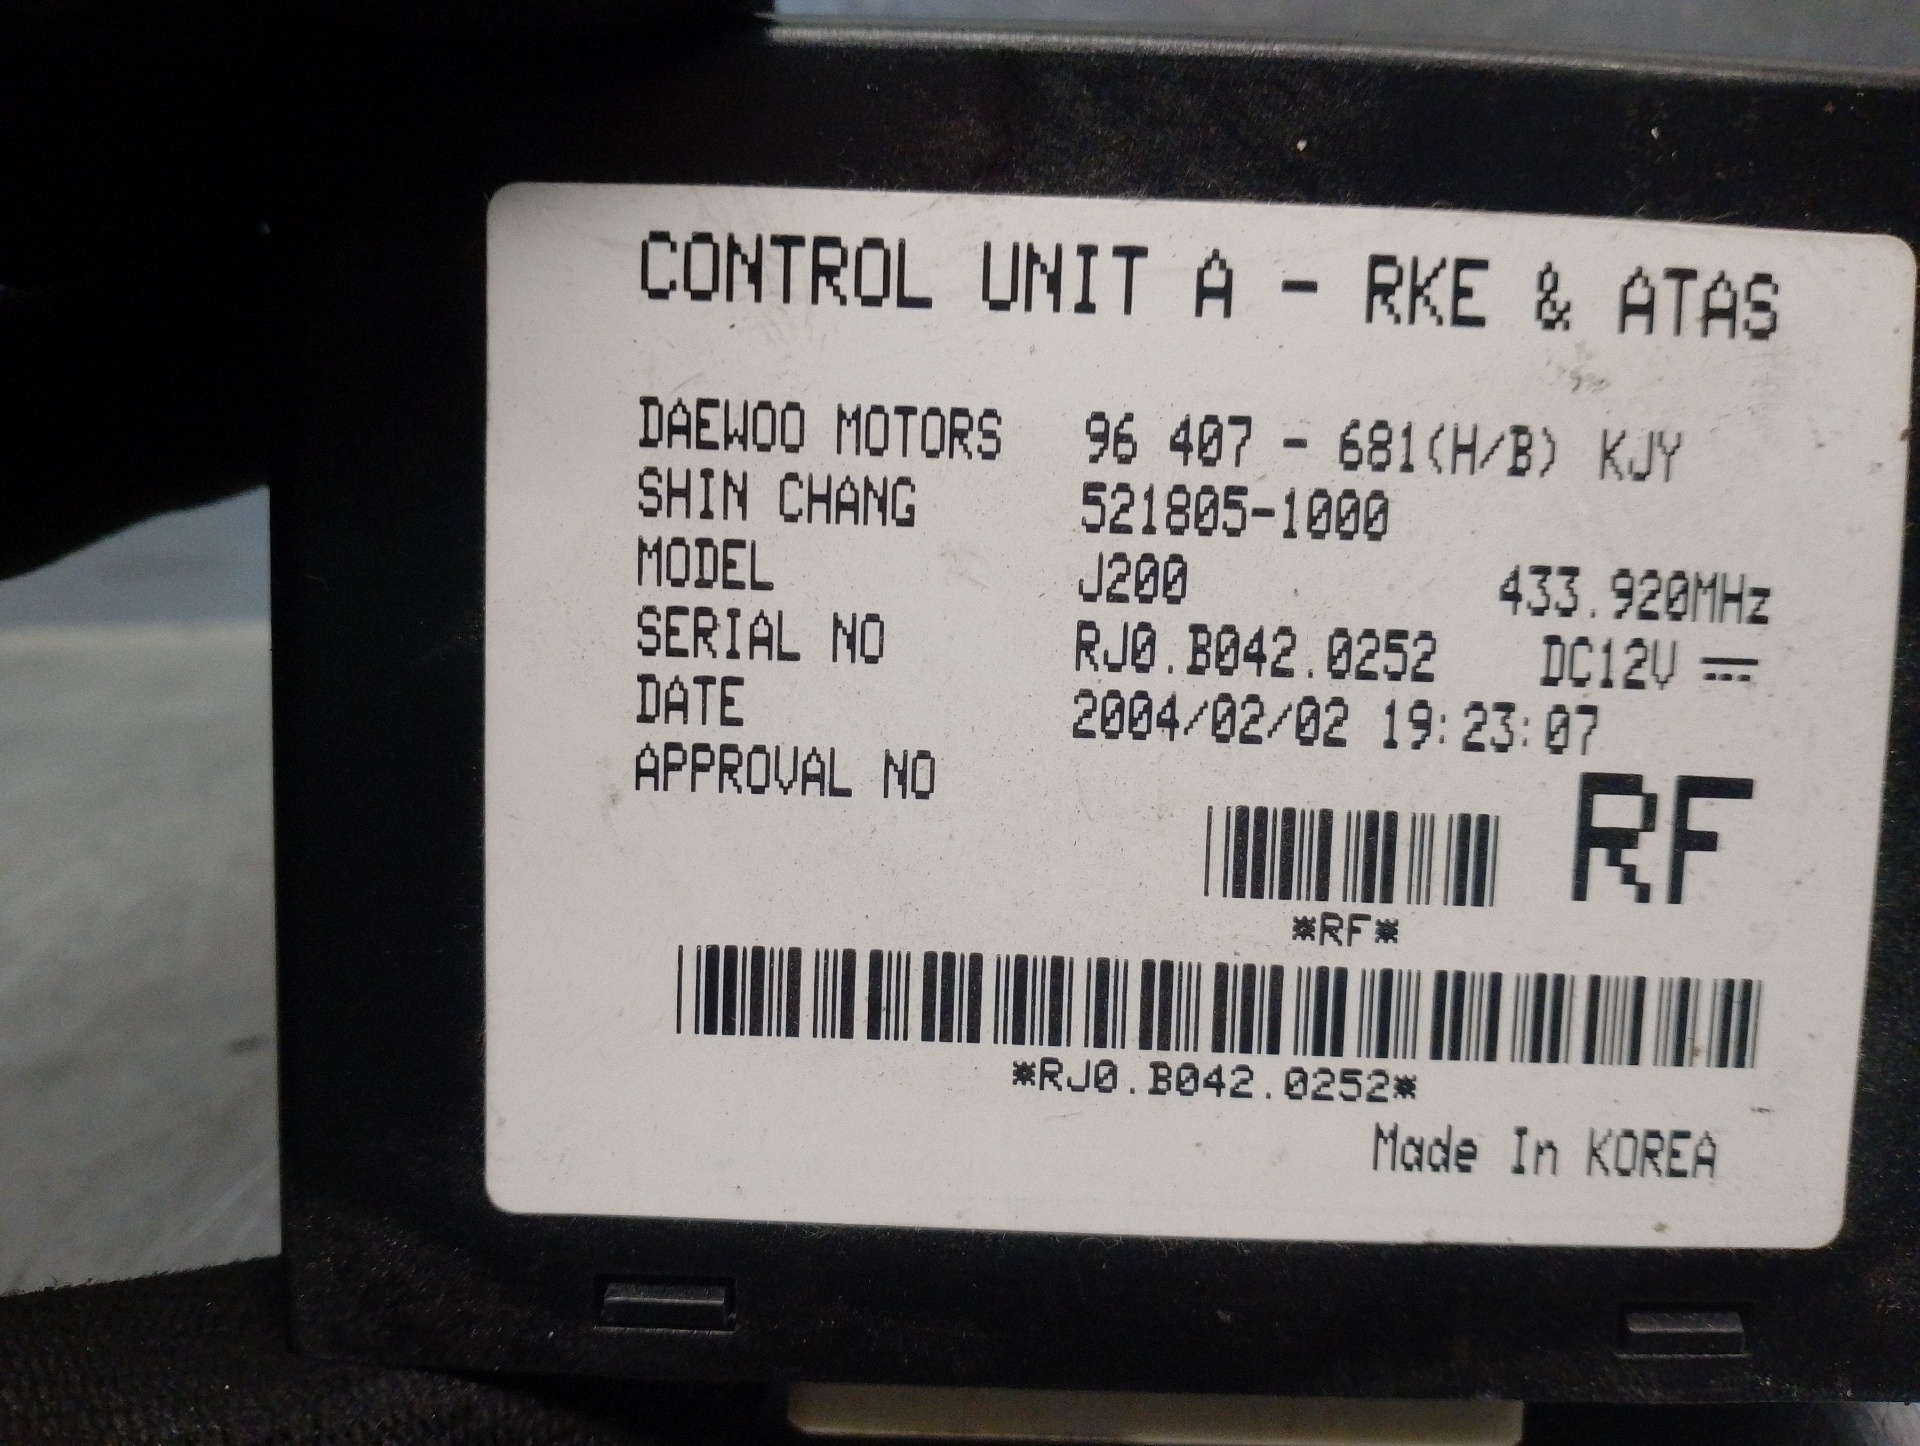 CONTROL UNIT A - RKE & ATAS
DAEWOO MOTORS 96 407 - 681(H/B) KJY
SHIN CHANG 521805-1000
MODEL J200 433.920MHz
SERIAL NO RJ0.B042.0252 DC12V ⎓
DATE 2004/02/02 19:23:07
APPROVAL NO
RF
*RF*
*RJ0.B042.0252*
Made In KOREA